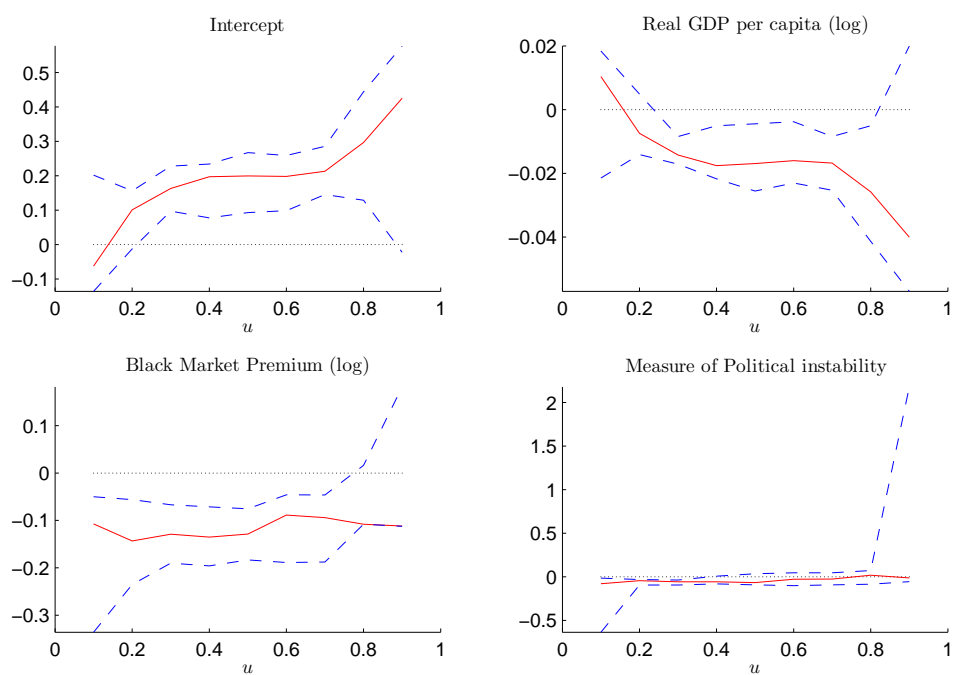 Intercept
0.5
0.4
0.3
0.2
0.1
0
−0.1
0 0.2 0.4 0.6 0.8 1
u
Real GDP per capita (log)
0.02
0
−0.02
−0.04
0 0.2 0.4 0.6 0.8 1
u
Black Market Premium (log)
0.1
0
−0.1
−0.2
−0.3
0 0.2 0.4 0.6 0.8 1
u
Measure of Political instability
2
1.5
1
0.5
0
−0.5
0 0.2 0.4 0.6 0.8 1
u